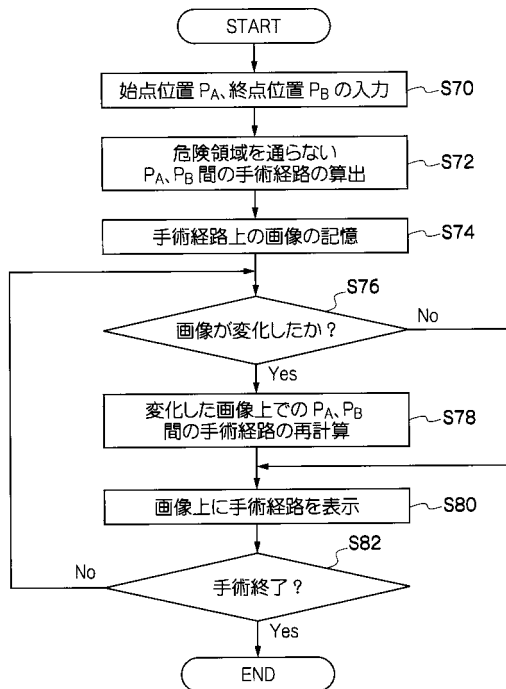 START
始点位置 PA、終点位置 PB の入力
S70
危険領域を通らない
PA、PB 間の手術経路の算出
S72
手術経路上の画像の記憶
S74
S76
画像が変化したか？
No
Yes
変化した画像上での PA、PB
間の手術経路の再計算
S78
画像上に手術経路を表示
S80
S82
手術終了？
No
Yes
END